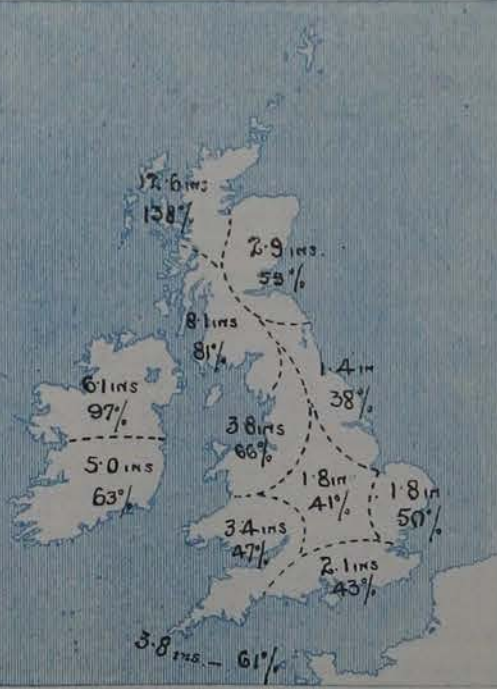 12.6 ins
138%
2.9 ins.
8.1 ins
81%
1.4 in
38%
6.1 ins
97%
3.8 ins
66%
5.0 ins
63%
1.8 in
41%
1.8 in
50%
3.4 ins
47%
2.1 ins
43%
3.8 ins. — 61%